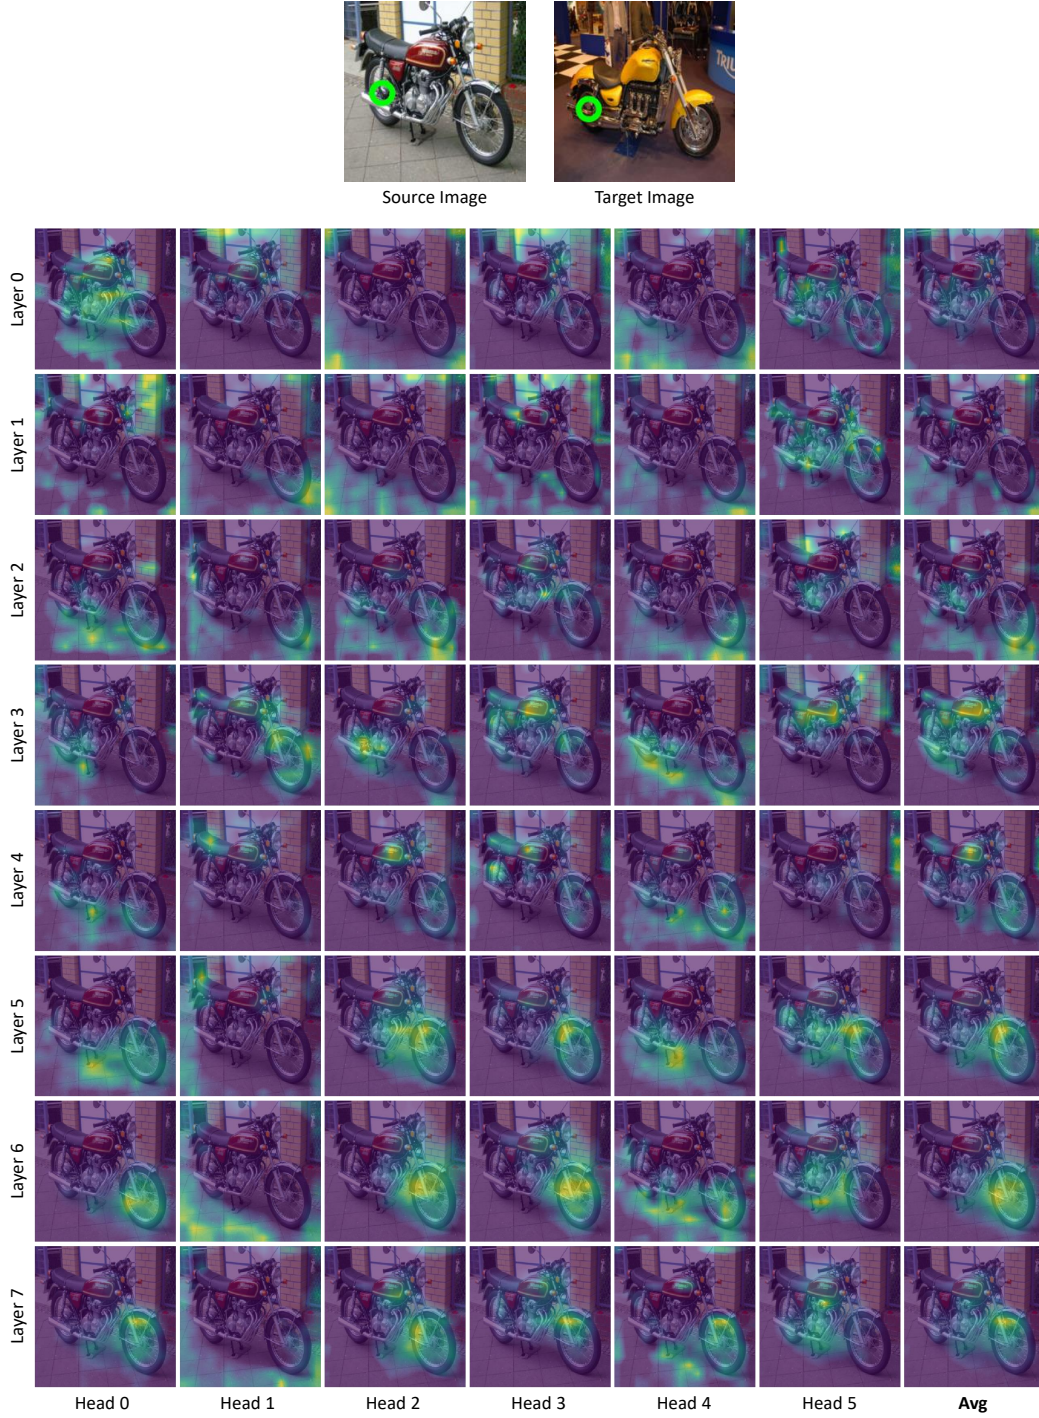 TRIU
Source Image
Target Image
Layer 0
Layer 1
Layer 2
Layer 3
Layer 4
Layer 5
Layer 6
Layer 7
Head 0
Head 1
Head 2
Head 3
Head 4
Head 5
Avg